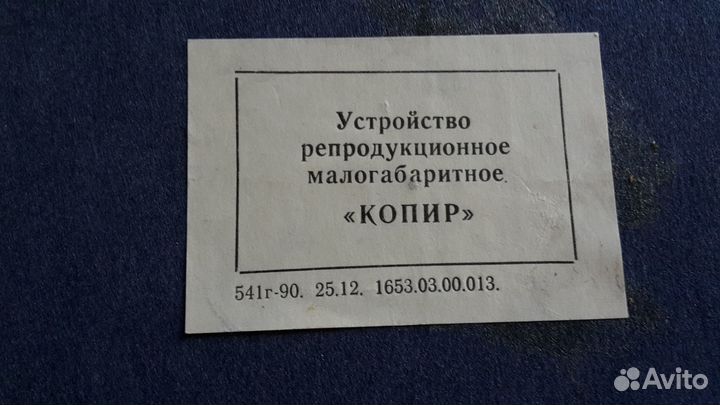 Устройство
репродукционное
малогабаритное
«КОПИР»
541г-90. 25.12. 1653.03.00.013.
Avito